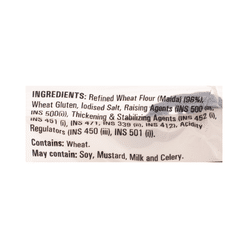 INGREDIENTS: Refined Wheat Flour (Maida) (96%),
Wheat Gluten, Iodised Salt, Raising Agents (INS 500 (ii),
INS 500(i)), Thickening & Stabilizing Agents (INS 452 (i),
INS 451 (i), INS 471, INS 339 (ii), INS 412), Acidity
Regulators (INS 450 (iii), INS 501 (i)).
Contains: Wheat.
May contain: Soy, Mustard, Milk and Celery.